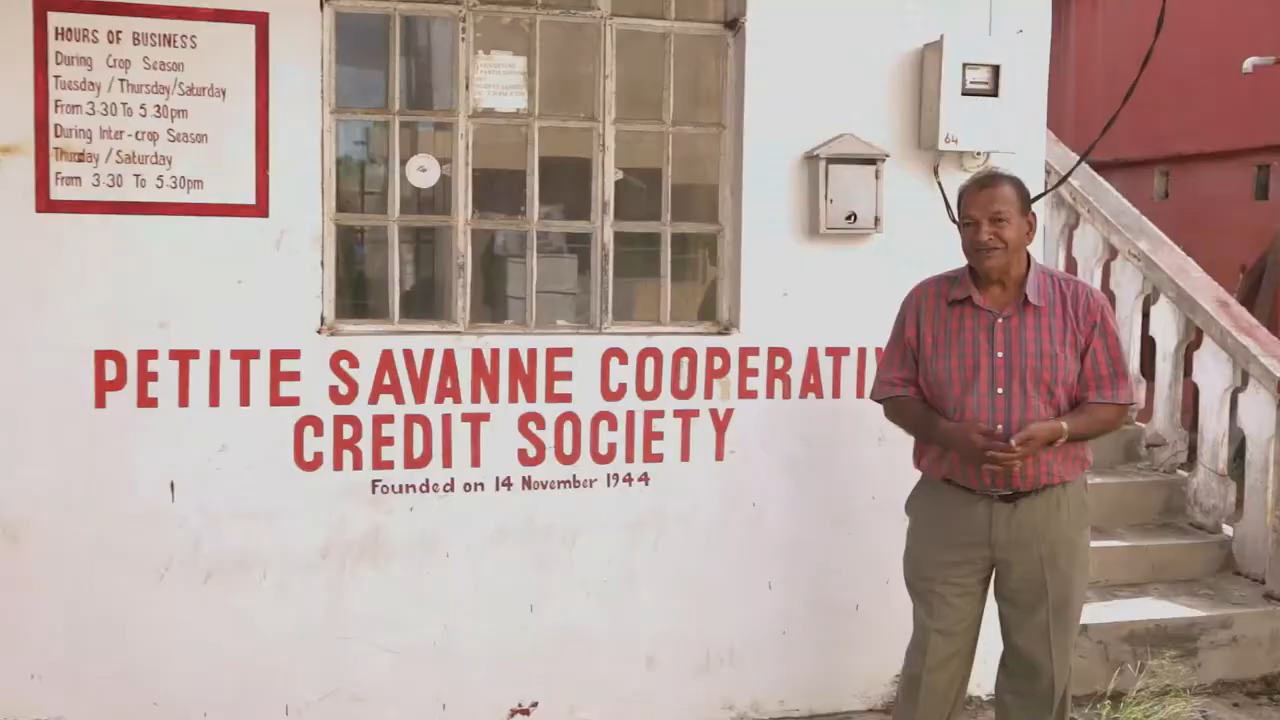 HOURS OF BUSINESS
During Crop Season
Tuesday / Thursday/Saturday
From 3.30 To 5.30pm
During Inter-crop Season
Thursday / Saturday
From 3.30 To 5.30pm
64
PETITE SAVANNE COOPERATIV
CREDIT SOCIETY
Founded on 14 November 1944